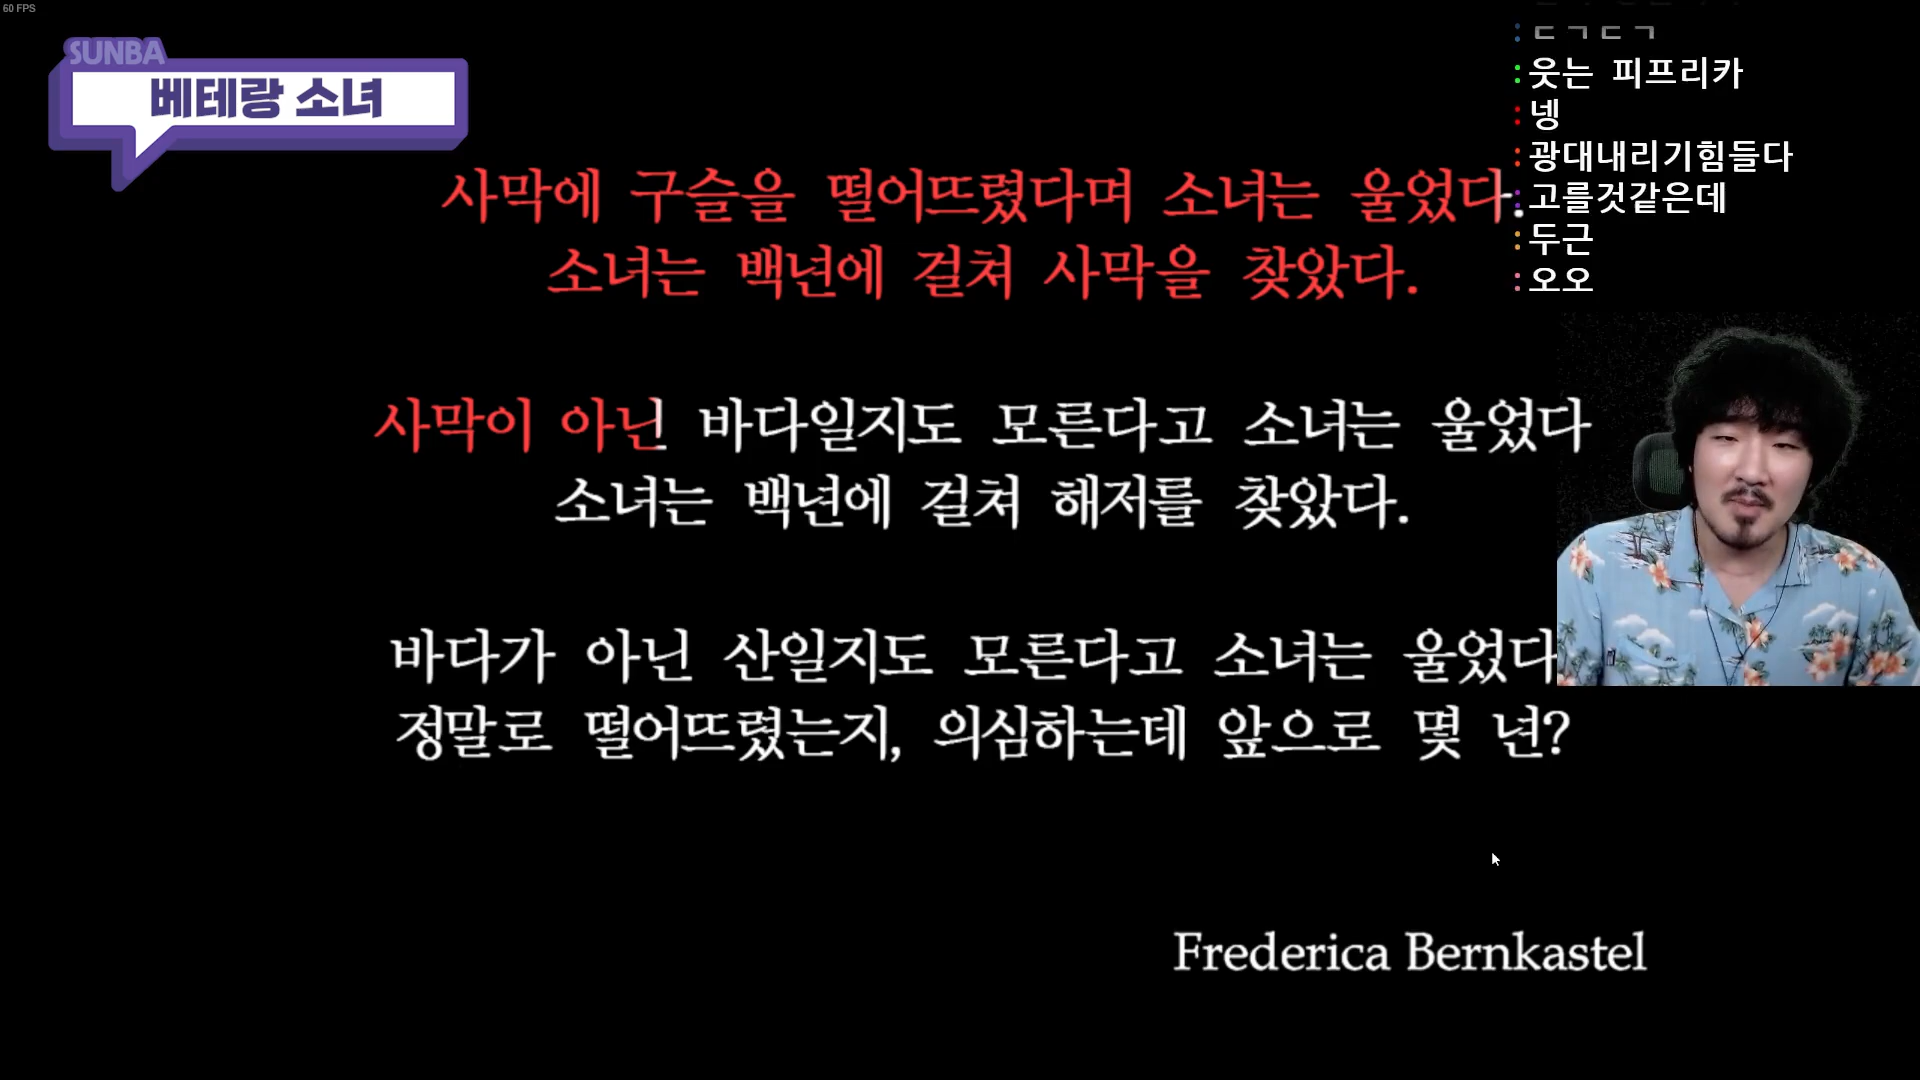 60 FPS
SUNBA
베테랑 소녀
ㄷㄱㄷㄱ
: 웃는 피프리카
: 넹
: 광대내리기힘들다
: 고를것같은데
: 두근
: 오오
사막에 구슬을 떨어뜨렸다며 소녀는 울었다.
소녀는 백년에 걸쳐 사막을 찾았다.
사막이 아닌 바다일지도 모른다고 소녀는 울었다
소녀는 백년에 걸쳐 해저를 찾았다.
바다가 아닌 산일지도 모른다고 소녀는 울었다
정말로 떨어뜨렸는지, 의심하는데 앞으로 몇 년?
Frederica Bernkastel